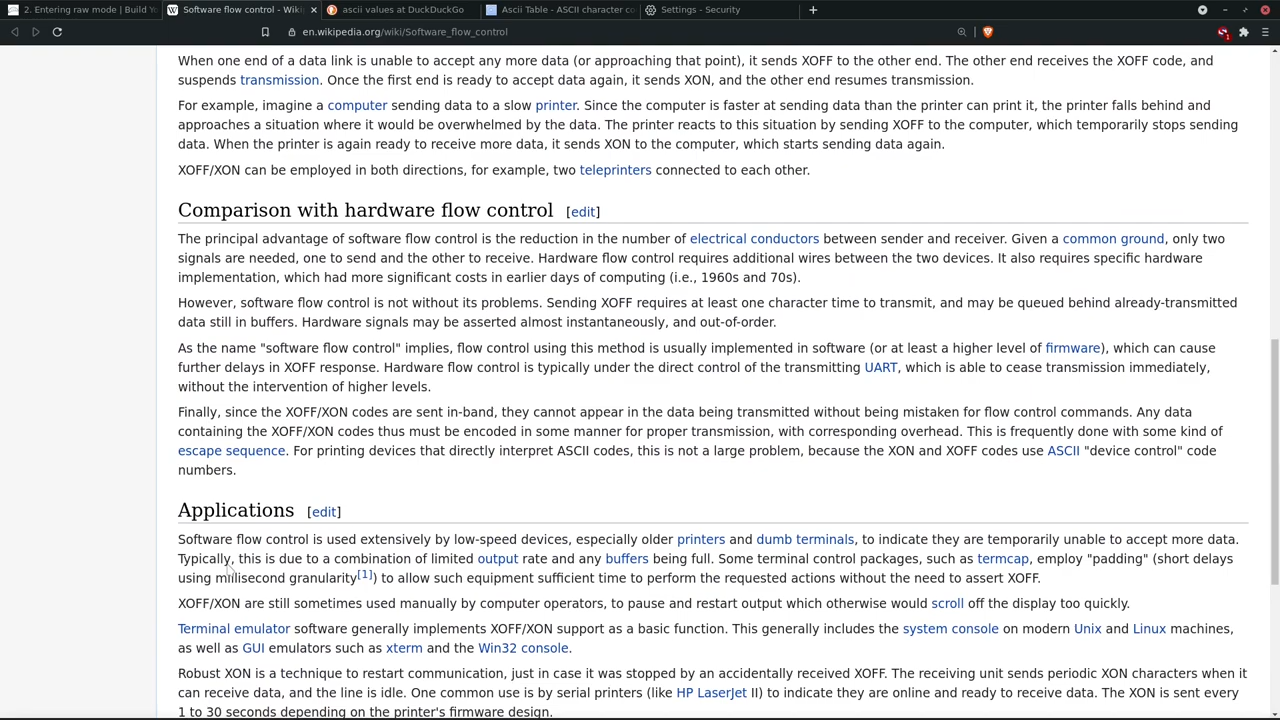 2. Entering raw mode | Build Yo
Software flow control - Wiki
ascii values at DuckDuckGo
Ascii Table - ASCII character co
Settings - Security
en.wikipedia.org/wiki/Software_flow_control
When one end of a data link is unable to accept any more data (or approaching that point), it sends XOFF to the other end. The other end receives the XOFF code, and
suspends transmission. Once the first end is ready to accept data again, it sends XON, and the other end resumes transmission.
For example, imagine a computer sending data to a slow printer. Since the computer is faster at sending data than the printer can print it, the printer falls behind and
approaches a situation where it would be overwhelmed by the data. The printer reacts to this situation by sending XOFF to the computer, which temporarily stops sending
data. When the printer is again ready to receive more data, it sends XON to the computer, which starts sending data again.
XOFF/XON can be employed in both directions, for example, two teleprinters connected to each other.
Comparison with hardware flow control [edit]
The principal advantage of software flow control is the reduction in the number of electrical conductors between sender and receiver. Given a common ground, only two
signals are needed, one to send and the other to receive. Hardware flow control requires additional wires between the two devices. It also requires specific hardware
implementation, which had more significant costs in earlier days of computing (i.e., 1960s and 70s).
However, software flow control is not without its problems. Sending XOFF requires at least one character time to transmit, and may be queued behind already-transmitted
data still in buffers. Hardware signals may be asserted almost instantaneously, and out-of-order.
As the name "software flow control" implies, flow control using this method is usually implemented in software (or at least a higher level of firmware), which can cause
further delays in XOFF response. Hardware flow control is typically under the direct control of the transmitting UART, which is able to cease transmission immediately,
without the intervention of higher levels.
Finally, since the XOFF/XON codes are sent in-band, they cannot appear in the data being transmitted without being mistaken for flow control commands. Any data
containing the XOFF/XON codes thus must be encoded in some manner for proper transmission, with corresponding overhead. This is frequently done with some kind of
escape sequence. For printing devices that directly interpret ASCII codes, this is not a large problem, because the XON and XOFF codes use ASCII "device control" code
numbers.
Applications [edit]
Software flow control is used extensively by low-speed devices, especially older printers and dumb terminals, to indicate they are temporarily unable to accept more data.
Typically, this is due to a combination of limited output rate and any buffers being full. Some terminal control packages, such as termcap, employ "padding" (short delays
using millisecond granularity[1]) to allow such equipment sufficient time to perform the requested actions without the need to assert XOFF.
XOFF/XON are still sometimes used manually by computer operators, to pause and restart output which otherwise would scroll off the display too quickly.
Terminal emulator software generally implements XOFF/XON support as a basic function. This generally includes the system console on modern Unix and Linux machines,
as well as GUI emulators such as xterm and the Win32 console.
Robust XON is a technique to restart communication, just in case it was stopped by an accidentally received XOFF. The receiving unit sends periodic XON characters when it
can receive data, and the line is idle. One common use is by serial printers (like HP LaserJet II) to indicate they are online and ready to receive data. The XON is sent every
1 to 30 seconds depending on the printer's firmware design.